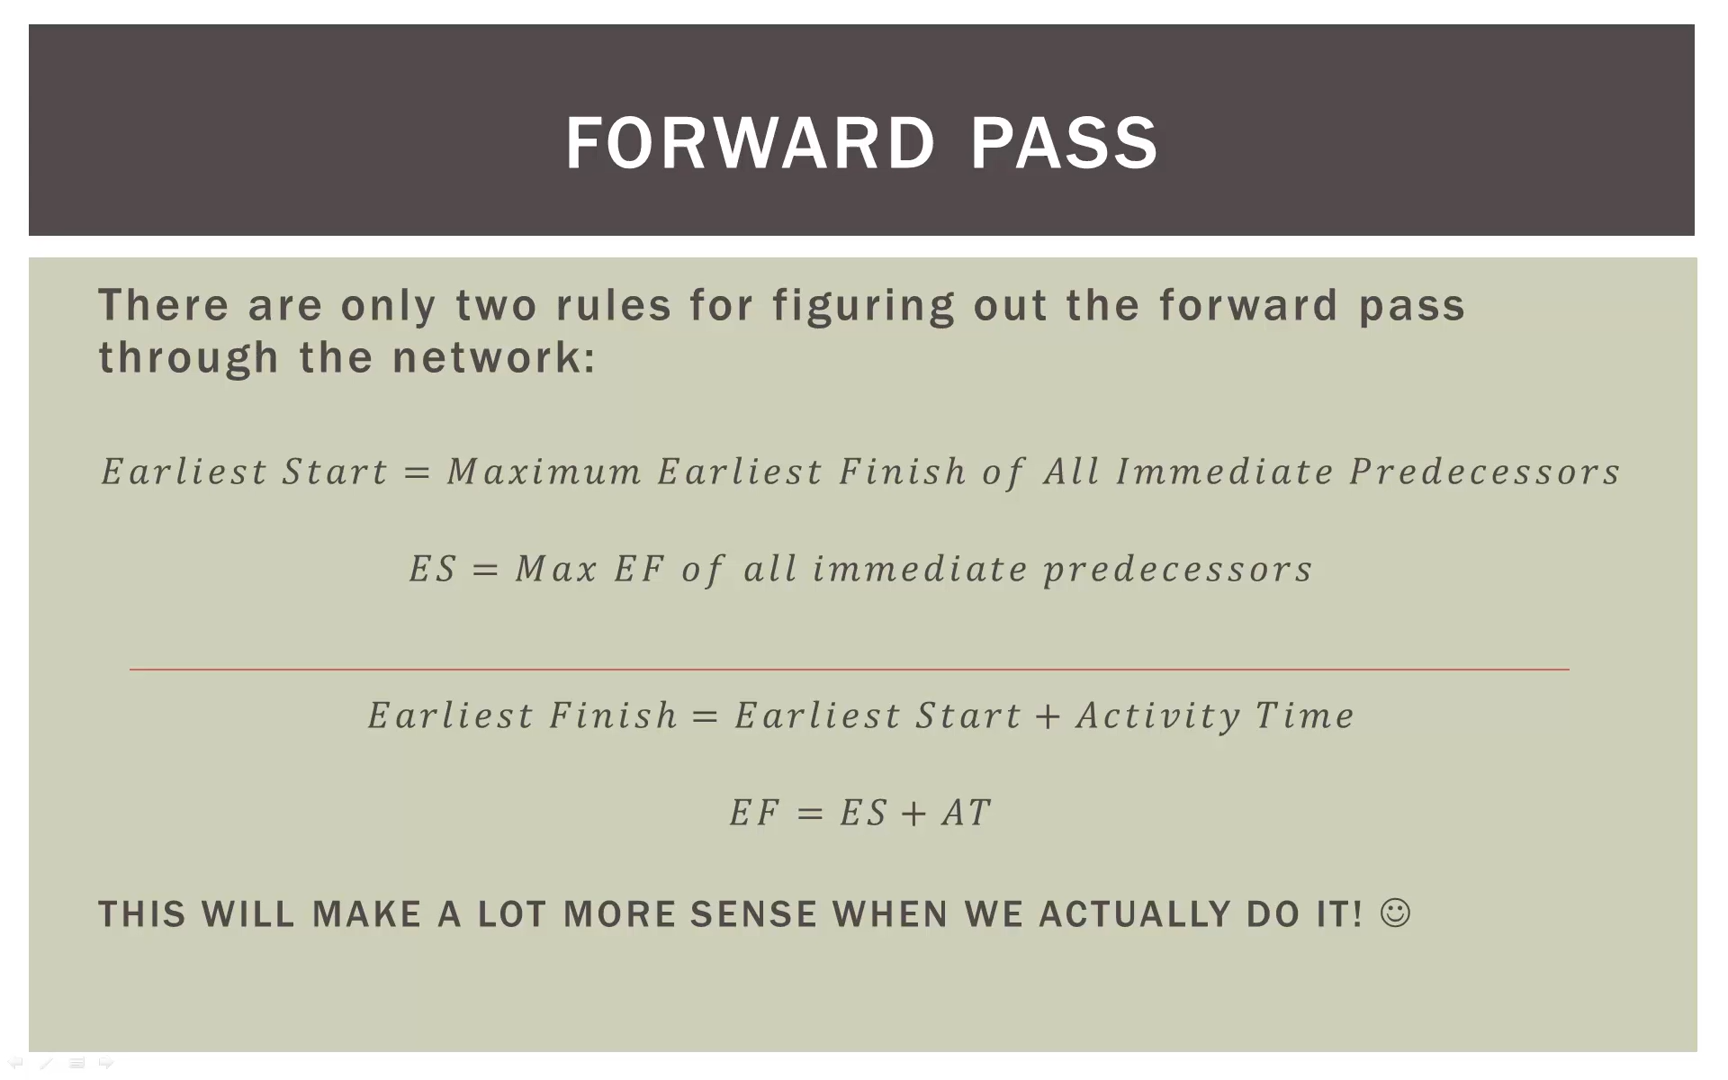 FORWARD PASS
There are only two rules for figuring out the forward pass
through the network:
Earliest Start = Maximum Earliest Finish of All Immediate Predecessors
ES = Max EF of all immediate predecessors
Earliest Finish = Earliest Start + Activity Time
EF = ES + AT
THIS WILL MAKE A LOT MORE SENSE WHEN WE ACTUALLY DO IT! ☺